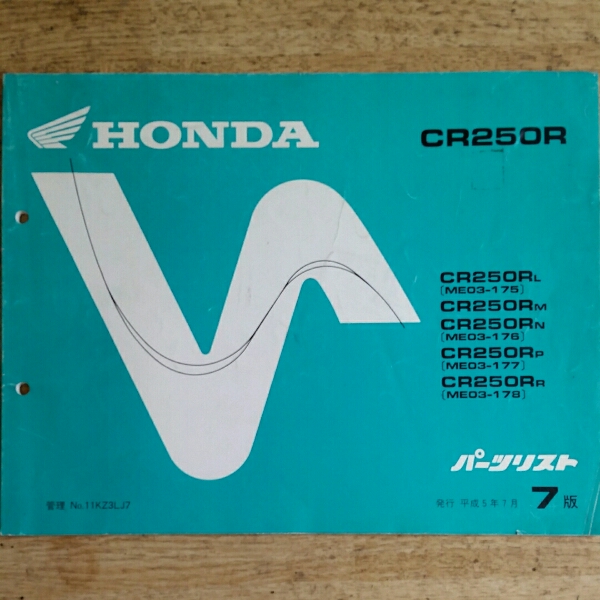 HONDA
CR250R
CR250RL
[ME03-175]
CR250RM
CR250RN
[ME03-176]
CR250RP
[ME03-177]
CR250RR
[ME03-178]
パーツリスト
管理 No.11KZ3LJ7
発行 平成5年7月 7版